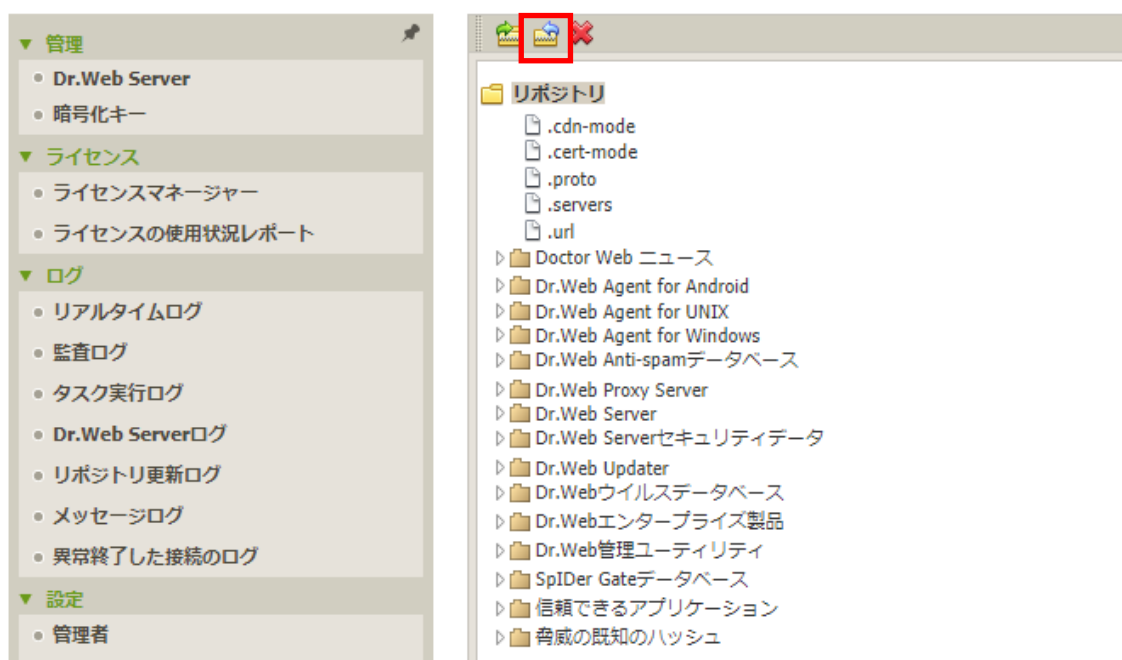 管理
Dr.Web Server
暗号化キー
ライセンス
ライセンスマネージャー
ライセンスの使用状況レポート
ログ
リアルタイムログ
監査ログ
タスク実行ログ
Dr.Web Serverログ
リポジトリ更新ログ
メッセージログ
異常終了した接続のログ
設定
管理者
リポジトリ
.cdn-mode
.cert-mode
.proto
.servers
.url
Doctor Web ニュース
Dr.Web Agent for Android
Dr.Web Agent for UNIX
Dr.Web Agent for Windows
Dr.Web Anti-spamデータベース
Dr.Web Proxy Server
Dr.Web Server
Dr.Web Serverセキュリティデータ
Dr.Web Updater
Dr.Webウイルスデータベース
Dr.Webエンタープライズ製品
Dr.Web管理ユーティリティ
SpIDer Gateデータベース
信頼できるアプリケーション
脅威の既知のハッシュ